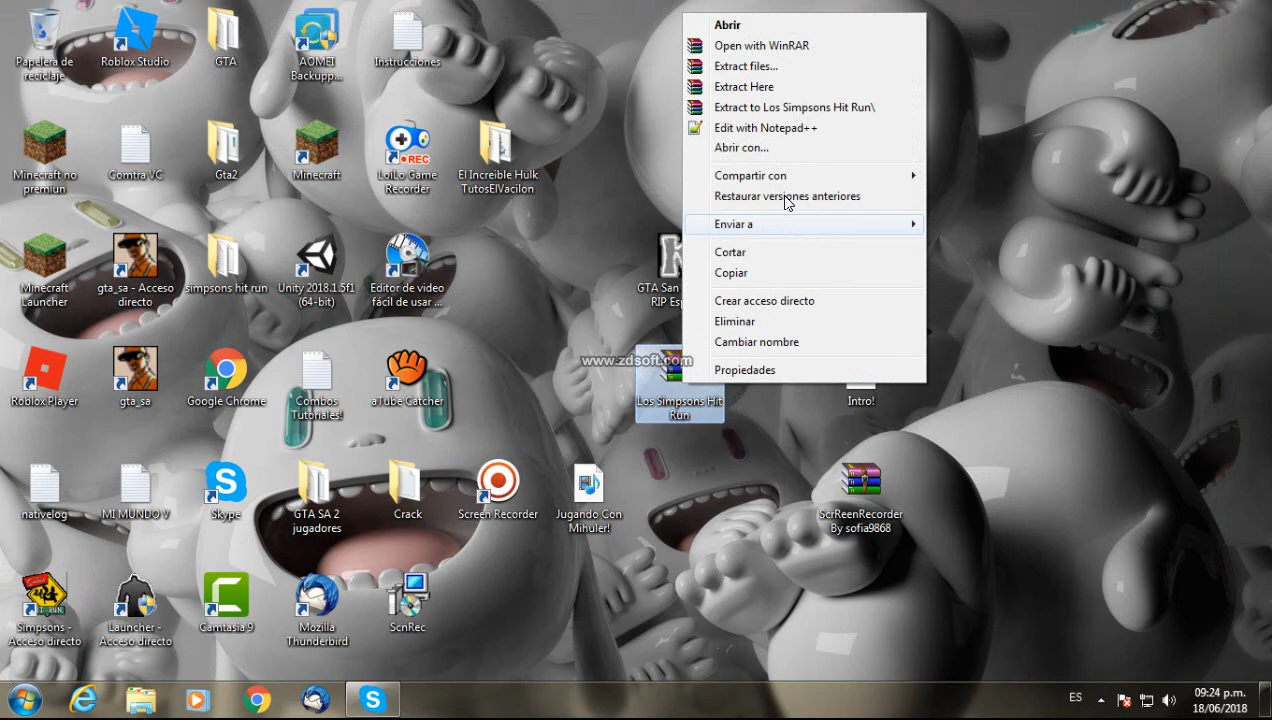 Papelera de
reciclaje
Roblox Studio
GTA
AOMEI
Backupp...
Instrucciones
Minecraft no
premiun
Comtra VC
Gta2
Minecraft
REC
LoiLo Game
Recorder
El Increible Hulk
TutosElVacilon
Minecraft
Launcher
gta_sa - Acceso
directo
simpsons hit run
Unity 2018.1.5f1
(64-bit)
Editor de video
fácil de usar ...
GTA San
RIP Esp
Roblox Player
gta_sa
Google Chrome
Combos
Tutoriales!
aTube Catcher
www.zdsoft.com
Los Simpsons Hit
Run
Intro!
nativelog
MI MUNDO V
Skype
GTA SA 2
jugadores
Crack
Screen Recorder
Jugando Con
Mihuler!
ScrReenRecorder
By sofia9868
Simpsons -
Acceso directo
Launcher -
Acceso directo
Camtasia 9
Mozilla
Thunderbird
ScnRec
Abrir
Open with WinRAR
Extract files...
Extract Here
Extract to Los Simpsons Hit Run\
Edit with Notepad++
Abrir con...
Compartir con
Restaurar versiones anteriores
Enviar a
Cortar
Copiar
Crear acceso directo
Eliminar
Cambiar nombre
Propiedades
ES
09:24 p.m.
18/06/2018